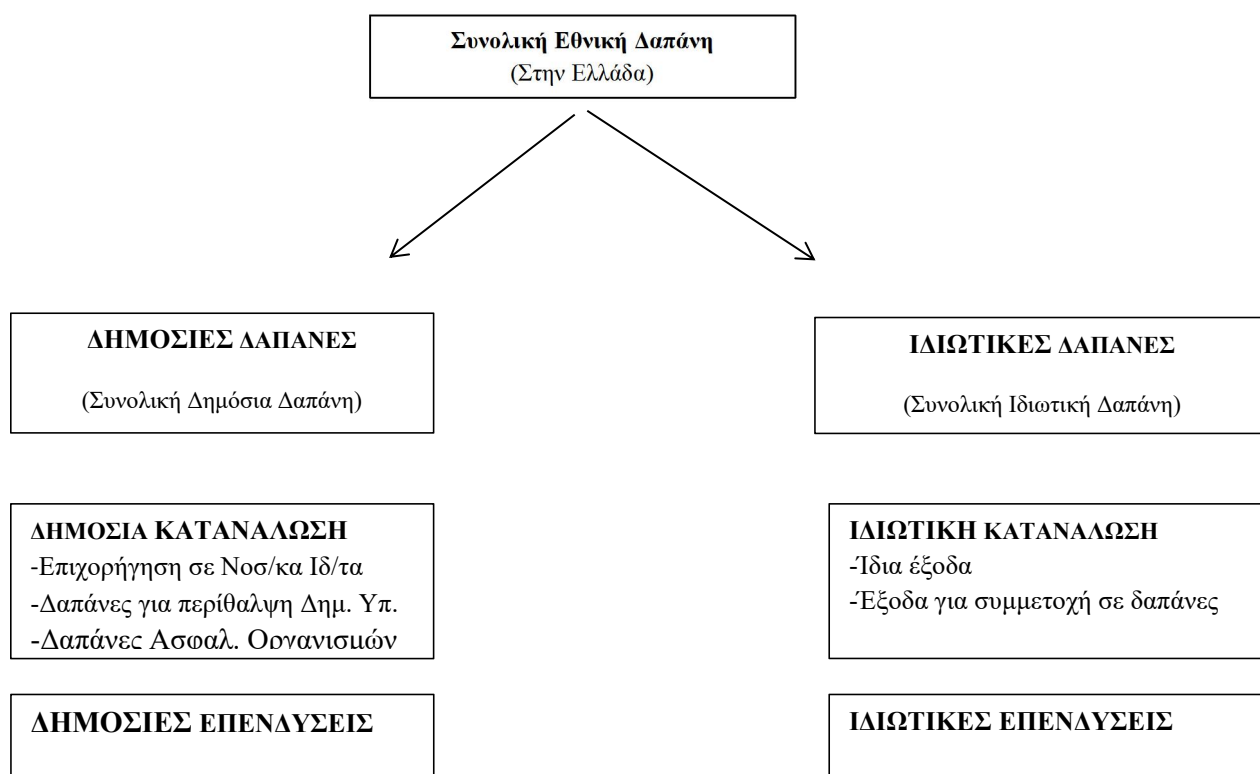 Συνολική Εθνική Δαπάνη
(Στην Ελλάδα)
ΔΗΜΟΣΙΕΣ ΔΑΠΑΝΕΣ
(Συνολική Δημόσια Δαπάνη)
ΙΔΙΩΤΙΚΕΣ ΔΑΠΑΝΕΣ
(Συνολική Ιδιωτική Δαπάνη)
ΔΗΜΟΣΙΑ ΚΑΤΑΝΑΛΩΣΗ
-Επιχορήγηση σε Νοσ/κα Ιδ/τα
-Δαπάνες για περίθαλψη Δημ. Υπ.
-Δαπάνες Ασφαλ. Οργανισμών
ΙΔΙΩΤΙΚΗ ΚΑΤΑΝΑΛΩΣΗ
-Ίδια έξοδα
-Έξοδα για συμμετοχή σε δαπάνες
ΔΗΜΟΣΙΕΣ ΕΠΕΝΔΥΣΕΙΣ
ΙΔΙΩΤΙΚΕΣ ΕΠΕΝΔΥΣΕΙΣ